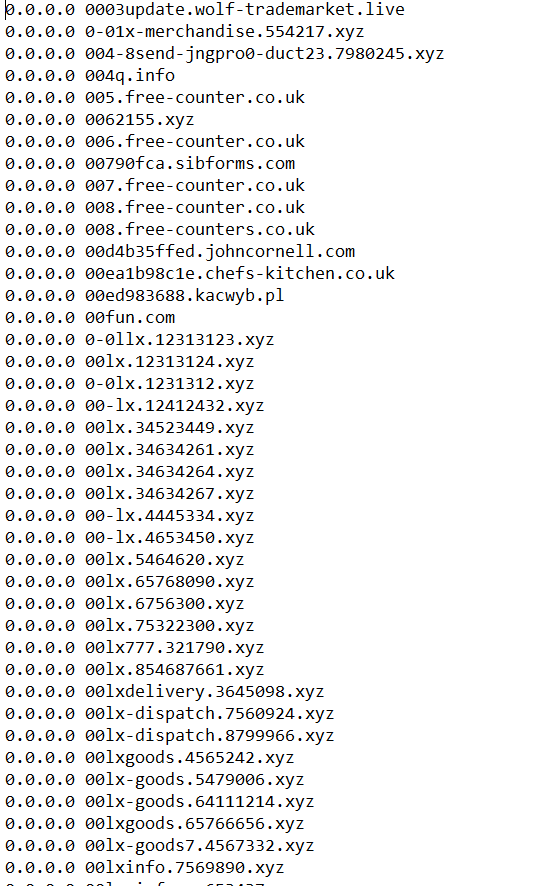 0.0.0.0 0003update.wolf-trademarket.live
0.0.0.0 0-01x-merchandise.554217.xyz
0.0.0.0 004-8send-jngpro0-duct23.7980245.xyz
0.0.0.0 004q.info
0.0.0.0 005.free-counter.co.uk
0.0.0.0 0062155.xyz
0.0.0.0 006.free-counter.co.uk
0.0.0.0 00790fca.sibforms.com
0.0.0.0 007.free-counter.co.uk
0.0.0.0 008.free-counter.co.uk
0.0.0.0 008.free-counters.co.uk
0.0.0.0 00d4b35ffed.johncornell.com
0.0.0.0 00ea1b98c1e.chefs-kitchen.co.uk
0.0.0.0 00ed983688.kacwyb.pl
0.0.0.0 00fun.com
0.0.0.0 0-0llx.12313123.xyz
0.0.0.0 00lx.12313124.xyz
0.0.0.0 0-0lx.1231312.xyz
0.0.0.0 00-lx.12412432.xyz
0.0.0.0 00lx.34523449.xyz
0.0.0.0 00lx.34634261.xyz
0.0.0.0 00lx.34634264.xyz
0.0.0.0 00lx.34634267.xyz
0.0.0.0 00-lx.4445334.xyz
0.0.0.0 00-lx.4653450.xyz
0.0.0.0 00lx.5464620.xyz
0.0.0.0 00lx.65768090.xyz
0.0.0.0 00lx.6756300.xyz
0.0.0.0 00lx.75322300.xyz
0.0.0.0 00lx777.321790.xyz
0.0.0.0 00lx.854687661.xyz
0.0.0.0 00lxdelivery.3645098.xyz
0.0.0.0 00lx-dispatch.7560924.xyz
0.0.0.0 00lx-dispatch.8799966.xyz
0.0.0.0 00lxgoods.4565242.xyz
0.0.0.0 00lx-goods.5479006.xyz
0.0.0.0 00lx-goods.64111214.xyz
0.0.0.0 00lxgoods.65766656.xyz
0.0.0.0 00lx-goods7.4567332.xyz
0.0.0.0 00lxinfo.7569890.xyz
0.0.0.0